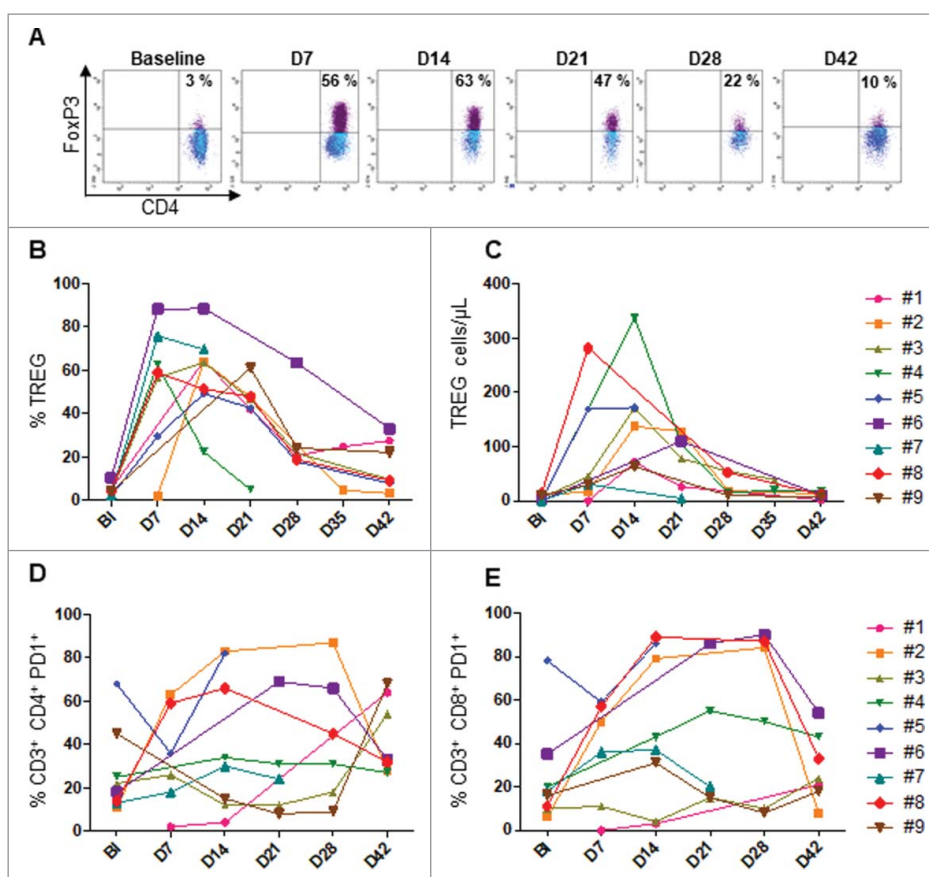 A
Baseline D7 D14 D21 D28 D42
3 % 56 % 63 % 47 % 22 % 10 %
FoxP3
CD4
B
% TREG
100
80
60
40
20
0
BI D7 D14 D21 D28 D35 D42
C
TREG cells/µL
400
300
200
100
0
BI D7 D14 D21 D28 D35 D42
#1
#2
#3
#4
#5
#6
#7
#8
#9
D
% CD3+ CD4+ PD1+
100
80
60
40
20
0
BI D7 D14 D21 D28 D42
E
% CD3+ CD8+ PD1+
100
80
60
40
20
0
BI D7 D14 D21 D28 D42
#1
#2
#3
#4
#5
#6
#7
#8
#9